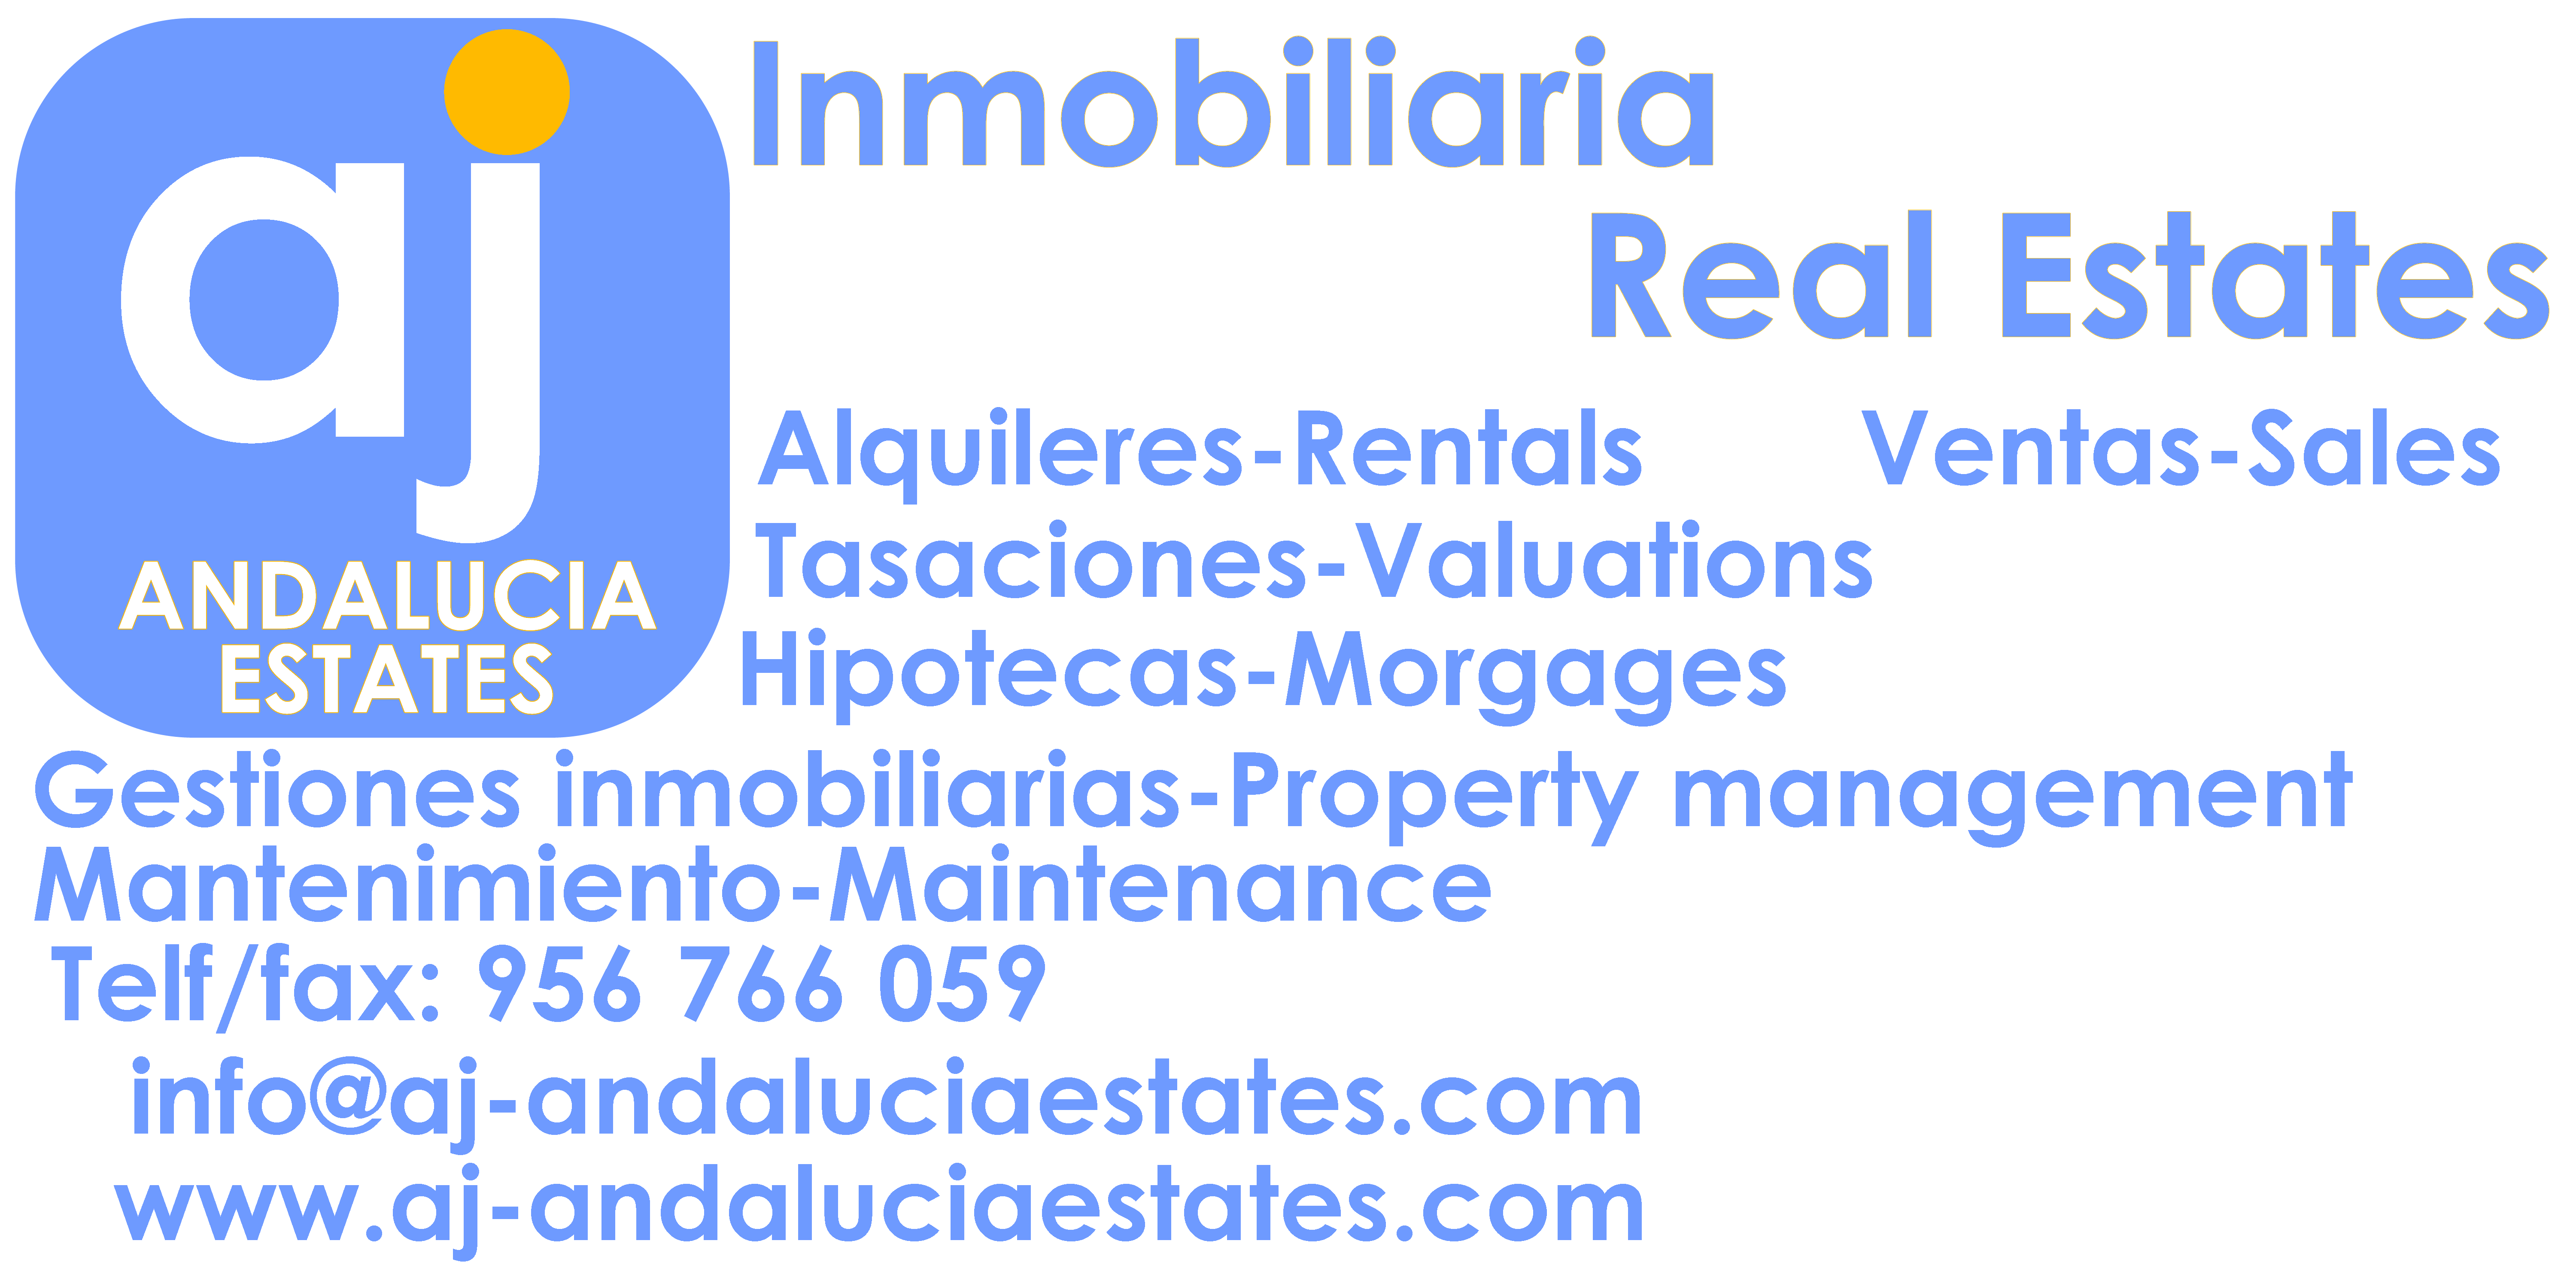 aj
ANDALUCIA
ESTATES
Inmobiliaria
Real Estates
Alquileres-Rentals Ventas-Sales
Tasaciones-Valuations
Hipotecas-Morgages
Gestiones inmobiliarias-Property management
Mantenimiento-Maintenance
Telf/fax: 956 766 059
info@aj-andaluciaestates.com
www.aj-andaluciaestates.com